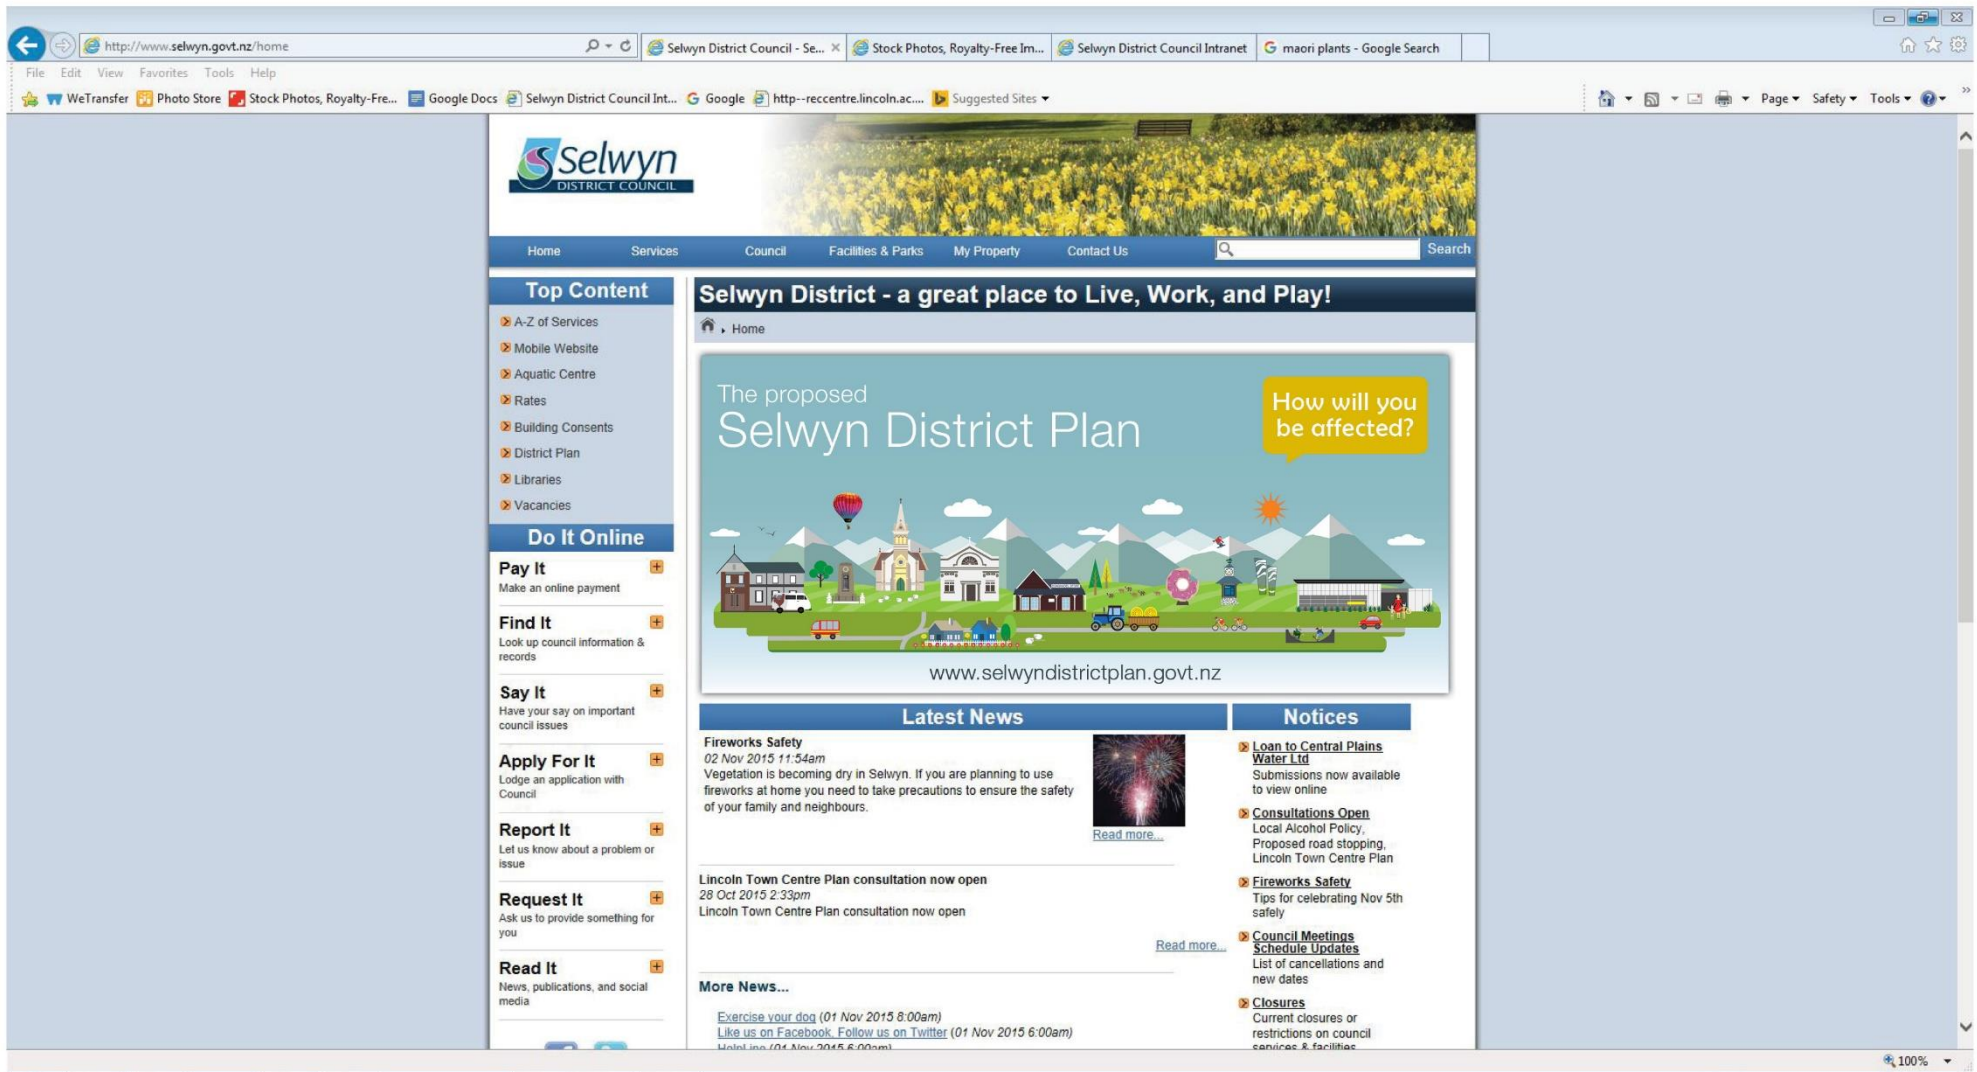 http://www.selwyn.govt.nz/home
Selwyn District Council - Se...
Stock Photos, Royalty-Free Im...
Selwyn District Council Intranet
maori plants - Google Search
File Edit View Favorites Tools Help
WeTransfer Photo Store Stock Photos, Royalty-Fre... Google Docs Selwyn District Council Int... Google http--reccentre.lincoln.ac.... Suggested Sites
Page Safety Tools
Selwyn
DISTRICT COUNCIL
Home Services Council Facilities & Parks My Property Contact Us Search
Top Content
A-Z of Services
Mobile Website
Aquatic Centre
Rates
Building Consents
District Plan
Libraries
Vacancies
Do It Online
Pay It
Make an online payment
Find It
Look up council information &
records
Say It
Have your say on important
council issues
Apply For It
Lodge an application with
Council
Report It
Let us know about a problem or
issue
Request It
Ask us to provide something for
you
Read It
News, publications, and social
media
Selwyn District - a great place to Live, Work, and Play!
Home
The proposed
Selwyn District Plan
How will you
be affected?
www.selwyndistrictplan.govt.nz
Latest News
Fireworks Safety
02 Nov 2015 11:54am
Vegetation is becoming dry in Selwyn. If you are planning to use
fireworks at home you need to take precautions to ensure the safety
of your family and neighbours.
Read more...
Lincoln Town Centre Plan consultation now open
28 Oct 2015 2:33pm
Lincoln Town Centre Plan consultation now open
Read more...
More News...
Exercise your dog (01 Nov 2015 8:00am)
Like us on Facebook, Follow us on Twitter (01 Nov 2015 6:00am)
HelpLine (01 Nov 2015 6:00am)
Notices
Loan to Central Plains
Water Ltd
Submissions now available
to view online
Consultations Open
Local Alcohol Policy,
Proposed road stopping,
Lincoln Town Centre Plan
Fireworks Safety
Tips for celebrating Nov 5th
safely
Council Meetings
Schedule Updates
List of cancellations and
new dates
Closures
Current closures or
restrictions on council
services & facilities
100%